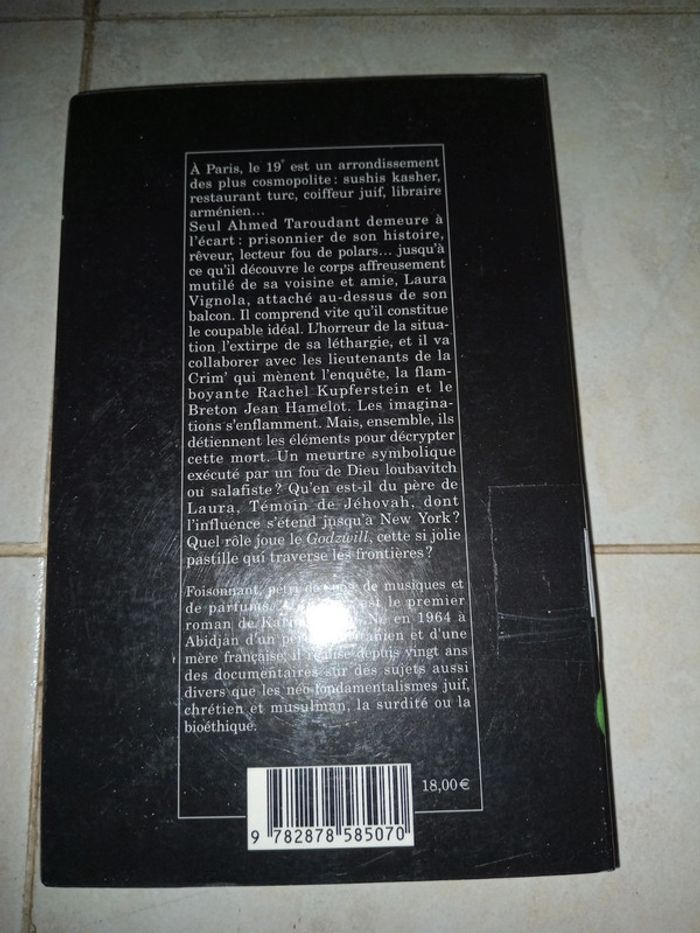 À Paris, le 19e est un arrondissement
des plus cosmopolite : sushis kasher,
restaurant turc, coiffeur juif, libraire
arménien…
Seul Ahmed Taroudant demeure à
l'écart : prisonnier de son histoire,
rêveur, lecteur fou de polars… jusqu'à
ce qu'il découvre le corps affreusement
mutilé de sa voisine et amie, Laura
Vignola, attaché au-dessus de son
balcon. Il comprend vite qu'il constitue
le coupable idéal. L'horreur de la situa-
tion l'extirpe de sa léthargie, et il va
collaborer avec les lieutenants de la
Crim' qui mènent l'enquête, la flam-
boyante Rachel Kupferstein et le
Breton Jean Hamelot. Les imagina-
tions s'enflamment. Mais, ensemble, ils
détiennent les éléments pour décrypter
cette mort. Un meurtre symbolique
exécuté par un fou de Dieu loubavitch
ou salafiste ? Qu'en est-il du père de
Laura, Témoin de Jéhovah, dont
l'influence s'étend jusqu'à New York ?
Quel rôle joue le Godzwill, cette si jolie
pastille qui traverse les frontières ?
Foisonnant, pétri de de musiques et
de parfums, est le premier
roman de Né en 1964 à
Abidjan d'un et d'une
mère française, il réalise depuis vingt ans
des documentaires sur des sujets aussi
divers que les néo-fondamentalismes juif,
chrétien et musulman, la surdité ou la
bioéthique.
18,00 €
9 782878 585070